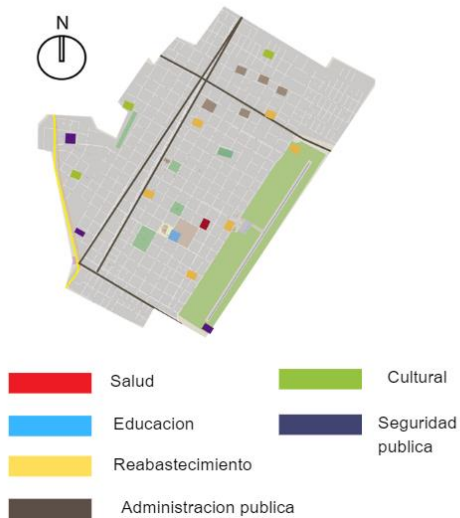 N
Salud
Cultural
Educacion
Seguridad
publica
Reabastecimiento
Administracion publica